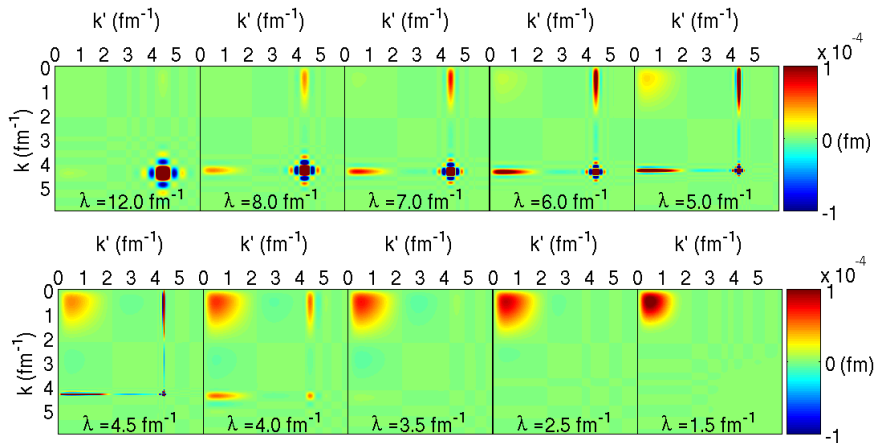 k' (fm⁻¹) k' (fm⁻¹) k' (fm⁻¹) k' (fm⁻¹) k' (fm⁻¹)
0 1 2 3 4 5 0 1 2 3 4 5 0 1 2 3 4 5 0 1 2 3 4 5 0 1 2 3 4 5
x 10⁻⁴
0
1
2
3
4
5
k (fm⁻¹)
1
0 (fm)
-1
λ =12.0 fm⁻¹ λ =8.0 fm⁻¹ λ =7.0 fm⁻¹ λ =6.0 fm⁻¹ λ =5.0 fm⁻¹
k' (fm⁻¹) k' (fm⁻¹) k' (fm⁻¹) k' (fm⁻¹) k' (fm⁻¹)
0 1 2 3 4 5 0 1 2 3 4 5 0 1 2 3 4 5 0 1 2 3 4 5 0 1 2 3 4 5
x 10⁻⁴
0
1
2
3
4
5
k (fm⁻¹)
1
0 (fm)
-1
λ =4.5 fm⁻¹ λ =4.0 fm⁻¹ λ =3.5 fm⁻¹ λ =2.5 fm⁻¹ λ =1.5 fm⁻¹